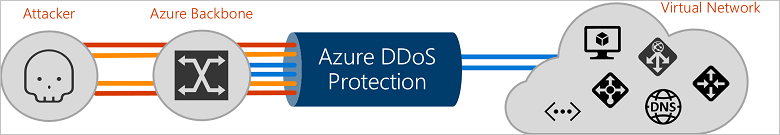 Attacker
Azure Backbone
Azure DDoS
Protection
Virtual Network
DNS